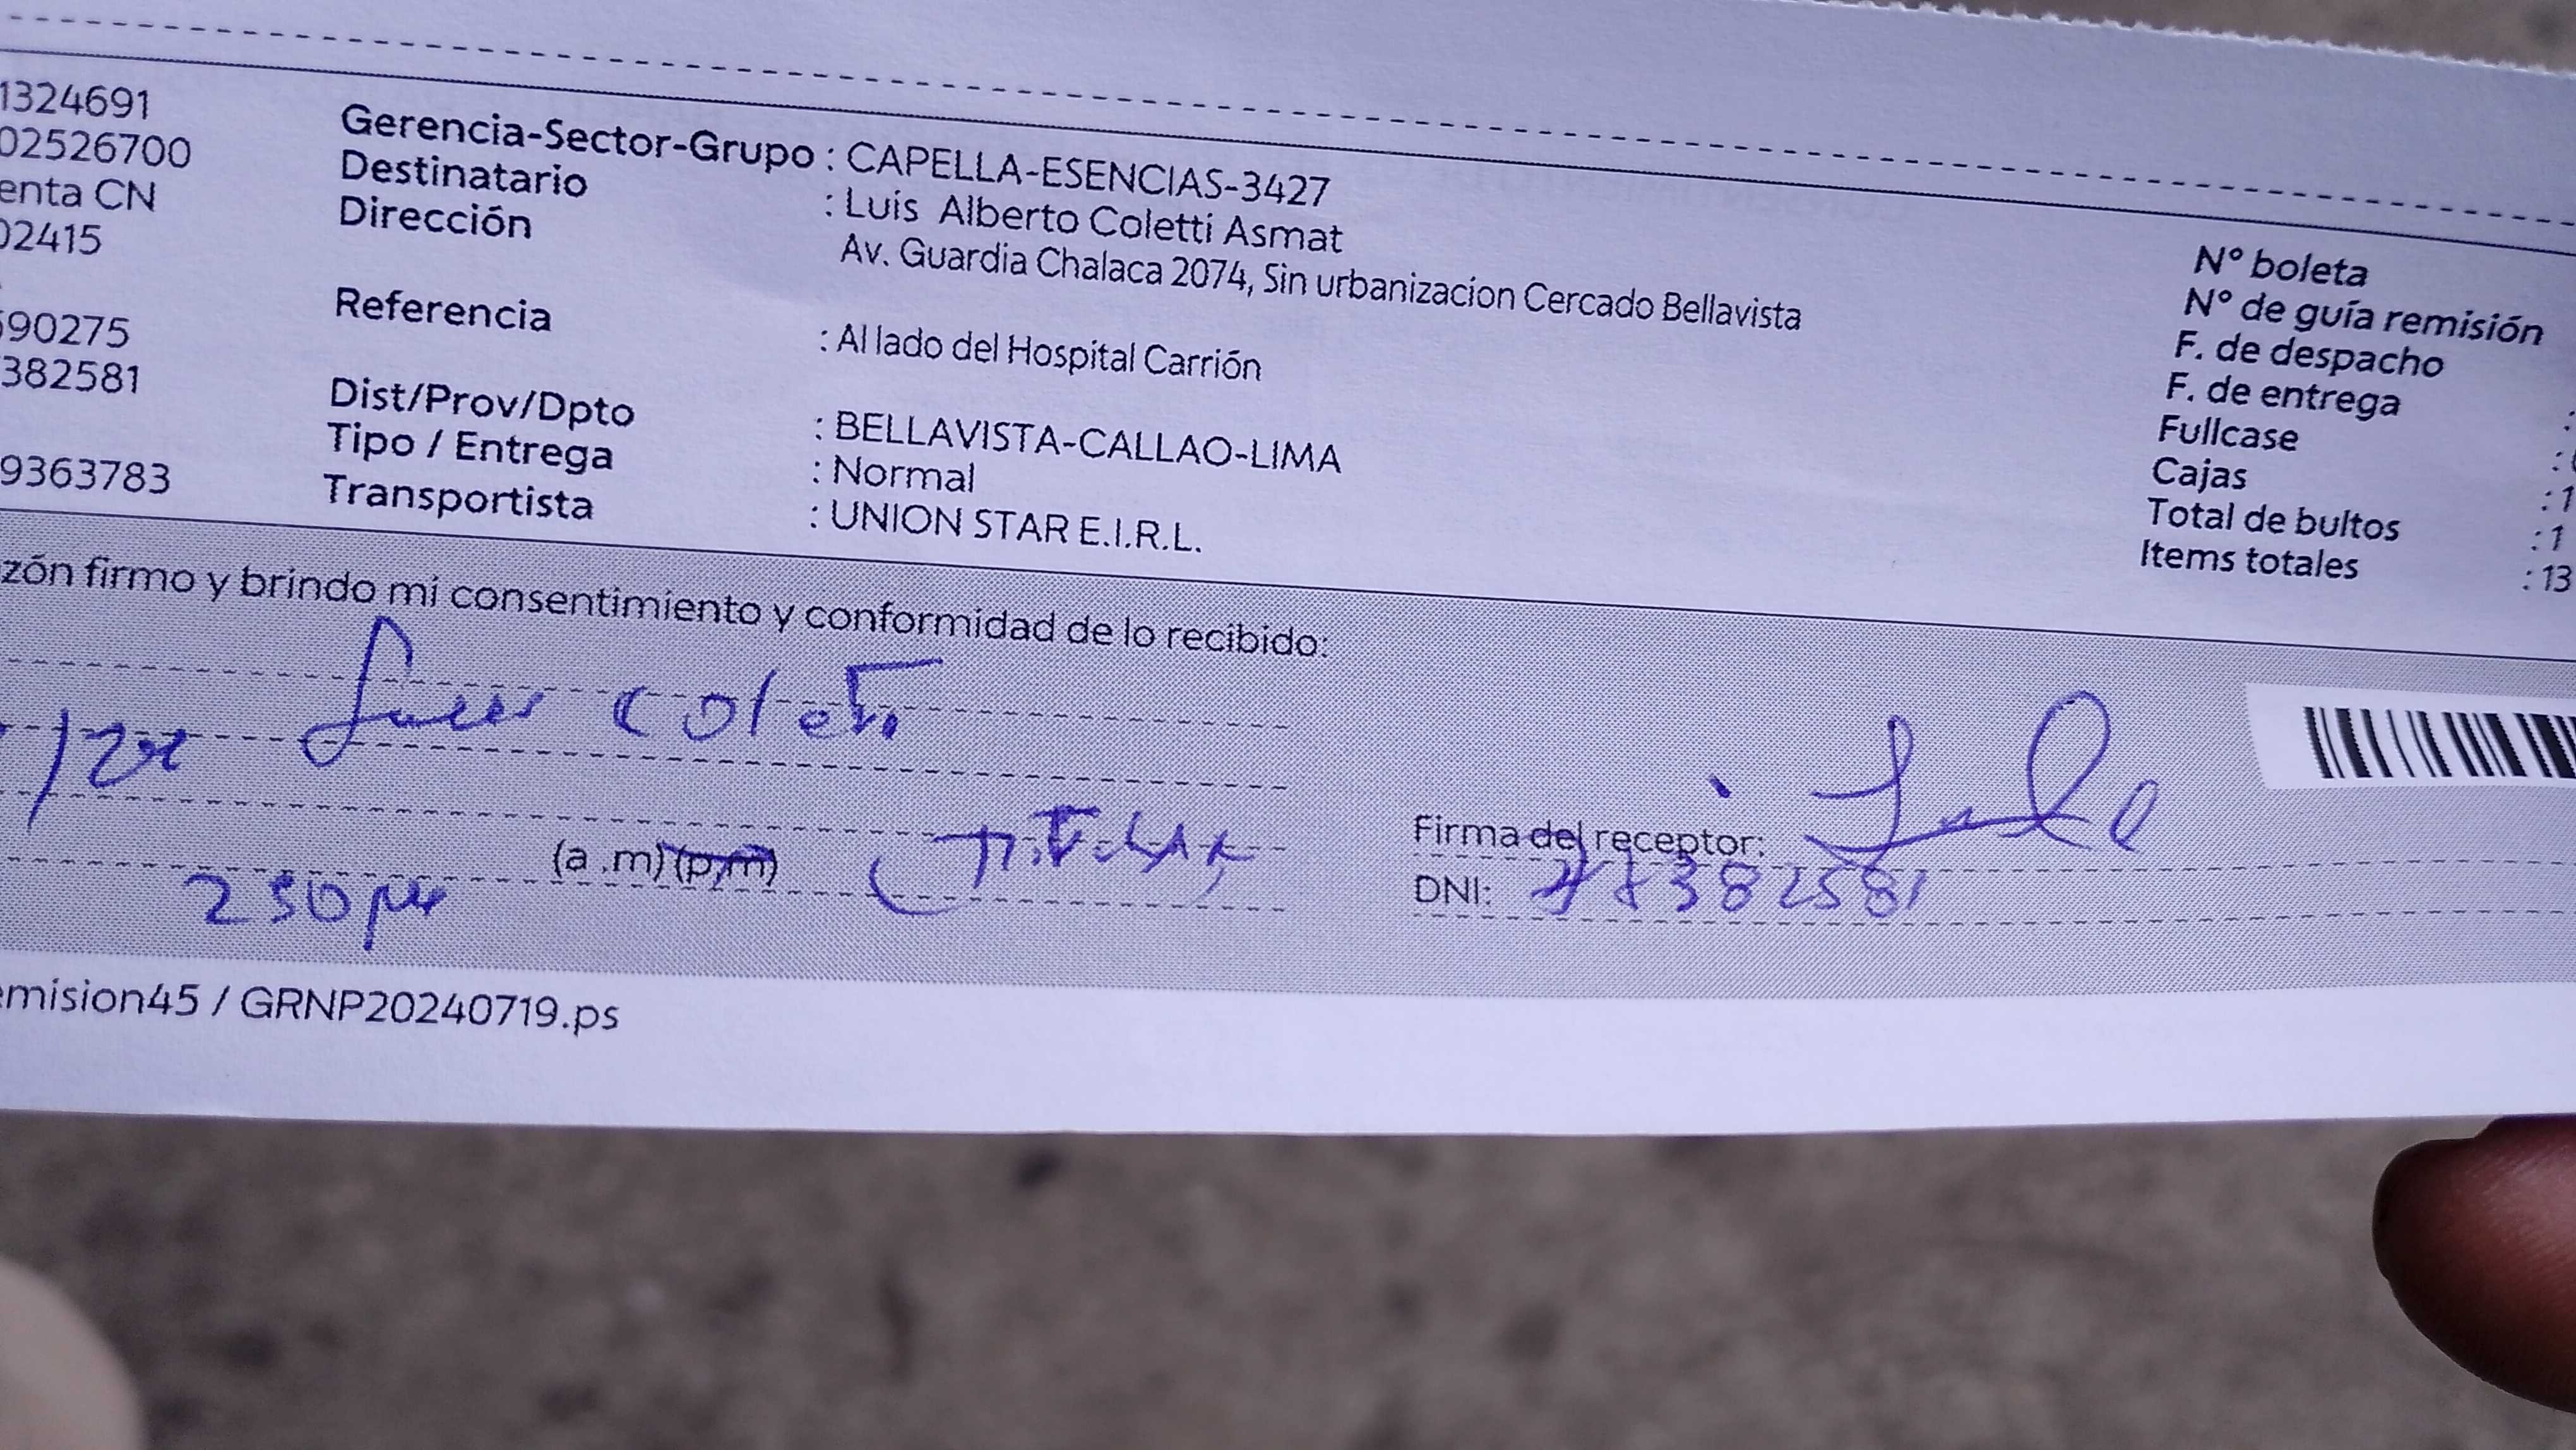 1324691
02526700
enta CN
02415
690275
382581
9363783
Gerencia-Sector-Grupo : CAPELLA-ESENCIAS-3427
Destinatario : Luis Alberto Coletti Asmat
Dirección Av. Guardia Chalaca 2074, Sin urbanizacion Cercado Bellavista
Referencia : Al lado del Hospital Carrión
Dist/Prov/Dpto : BELLAVISTA-CALLAO-LIMA
Tipo / Entrega : Normal
Transportista : UNION STAR E.I.R.L.
N° boleta
N° de guía remisión
F. de despacho
F. de entrega :
Fullcase :
Cajas : 1
Total de bultos : 1
Items totales : 13
zón firmo y brindo mi consentimiento y conformidad de lo recibido:
(a .m) (p.m)
250 pm
Firma del receptor:
DNI: 382581
emision45 / GRNP20240719.ps